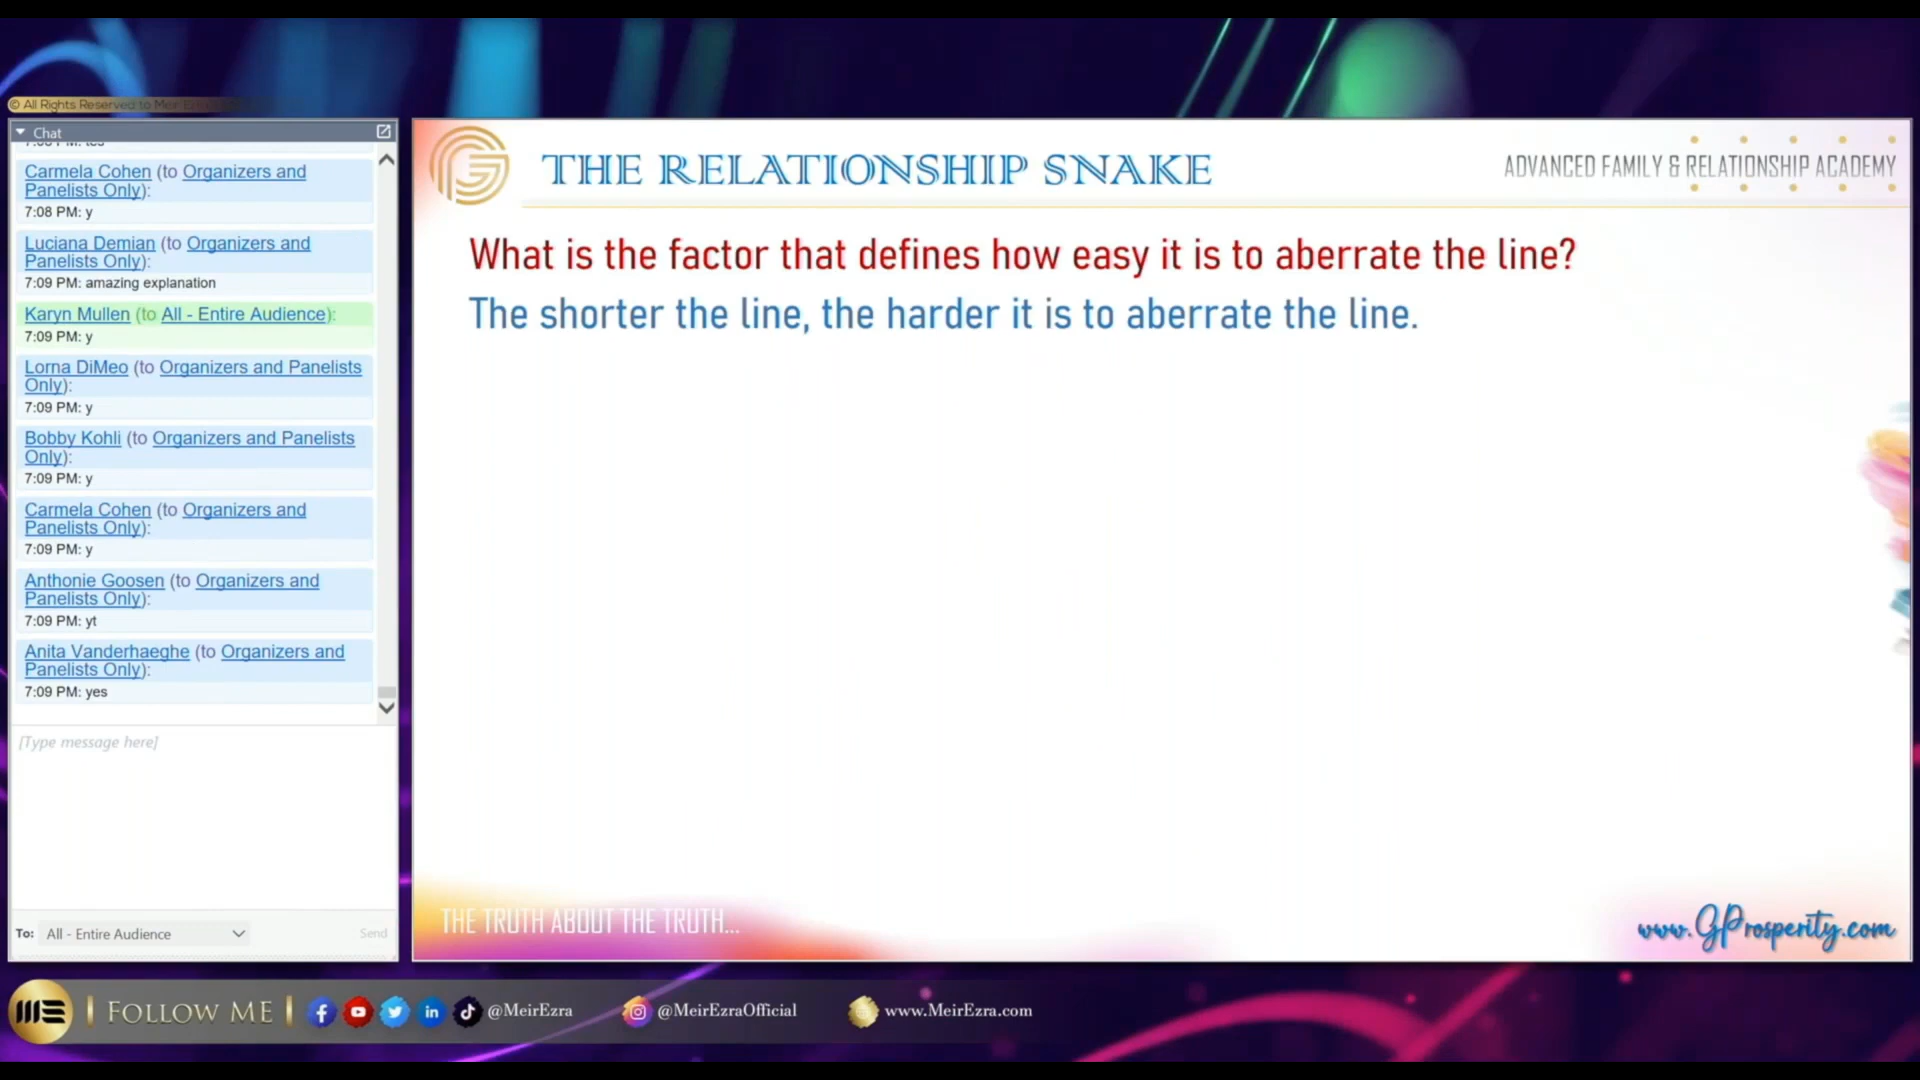 © All Rights Reserved to Meir
Chat
Carmela Cohen (to Organizers and
Panelists Only):
7:08 PM: y
Luciana Demian (to Organizers and
Panelists Only):
7:09 PM: amazing explanation
Karyn Mullen (to All - Entire Audience):
7:09 PM: y
Lorna DiMeo (to Organizers and Panelists
Only):
7:09 PM: y
Bobby Kohli (to Organizers and Panelists
Only):
7:09 PM: y
Carmela Cohen (to Organizers and
Panelists Only):
7:09 PM: y
Anthonie Goosen (to Organizers and
Panelists Only):
7:09 PM: yt
Anita Vanderhaeghe (to Organizers and
Panelists Only):
7:09 PM: yes
[Type message here]
To: All - Entire Audience Send
THE RELATIONSHIP SNAKE
ADVANCED FAMILY & RELATIONSHIP ACADEMY
What is the factor that defines how easy it is to aberrate the line?
The shorter the line, the harder it is to aberrate the line.
THE TRUTH ABOUT THE TRUTH...
www.GProsperity.com
ME | FOLLOW ME | @MeirEzra @MeirEzraOfficial www.MeirEzra.com